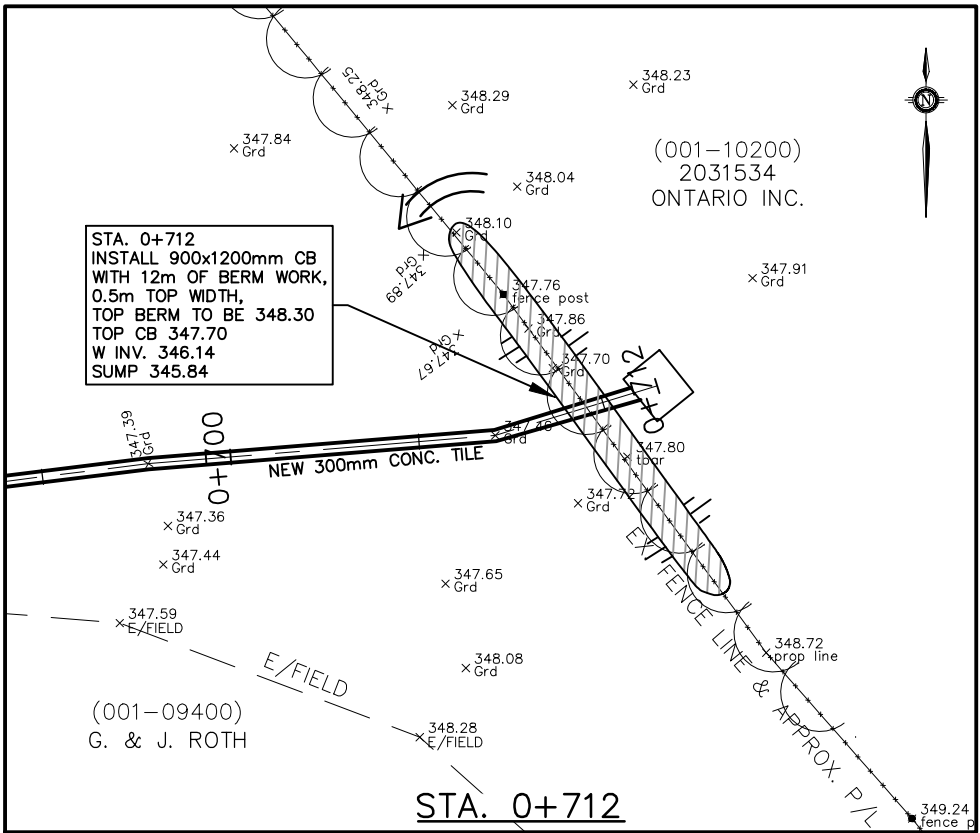 348.25
Grd
348.29
Grd
348.23
Grd
N
347.84
Grd
(001-10200)
2031534
ONTARIO INC.
348.04
Grd
348.10
Grd
STA. 0+712
INSTALL 900x1200mm CB
WITH 12m OF BERM WORK,
0.5m TOP WIDTH,
TOP BERM TO BE 348.30
TOP CB 347.70
W INV. 346.14
SUMP 345.84
347.89
Grd
347.76
fence post
347.91
Grd
347.86
Grd
347.67
Grd
347.70
Grd
0+712
347.39
Grd
0+700
Grd
NEW 300mm CONC. TILE
347.80
tbar
347.72
Grd
347.36
Grd
347.44
Grd
347.65
Grd
EX. FENCE LINE & APPROX. P/L
347.59
E/FIELD
E/FIELD
348.08
Grd
348.72
prop line
(001-09400)
G. & J. ROTH
348.28
E/FIELD
STA. 0+712
349.24
fence p